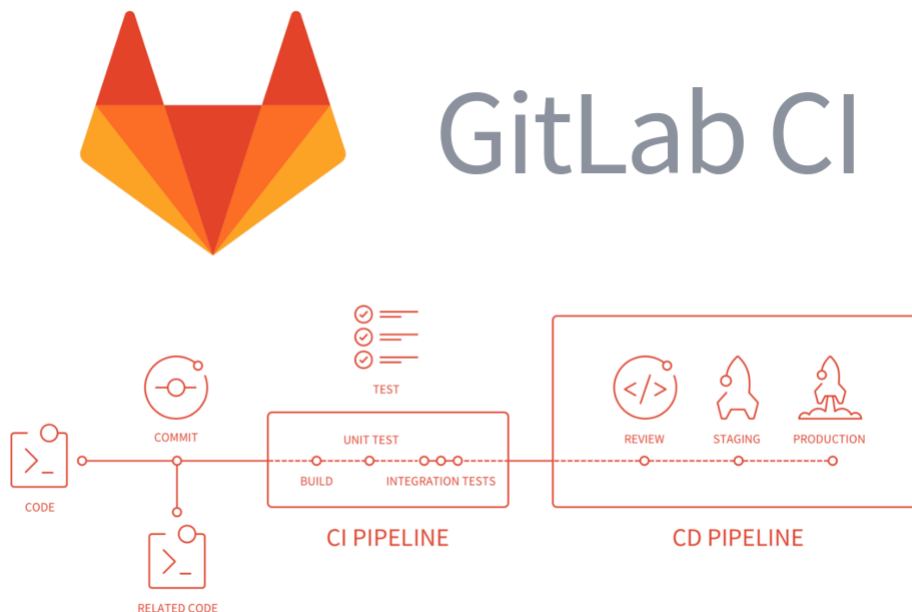 GitLab CI
TEST
COMMIT
UNIT TEST
REVIEW
STAGING
PRODUCTION
BUILD
INTEGRATION TESTS
CODE
CI PIPELINE
CD PIPELINE
RELATED CODE